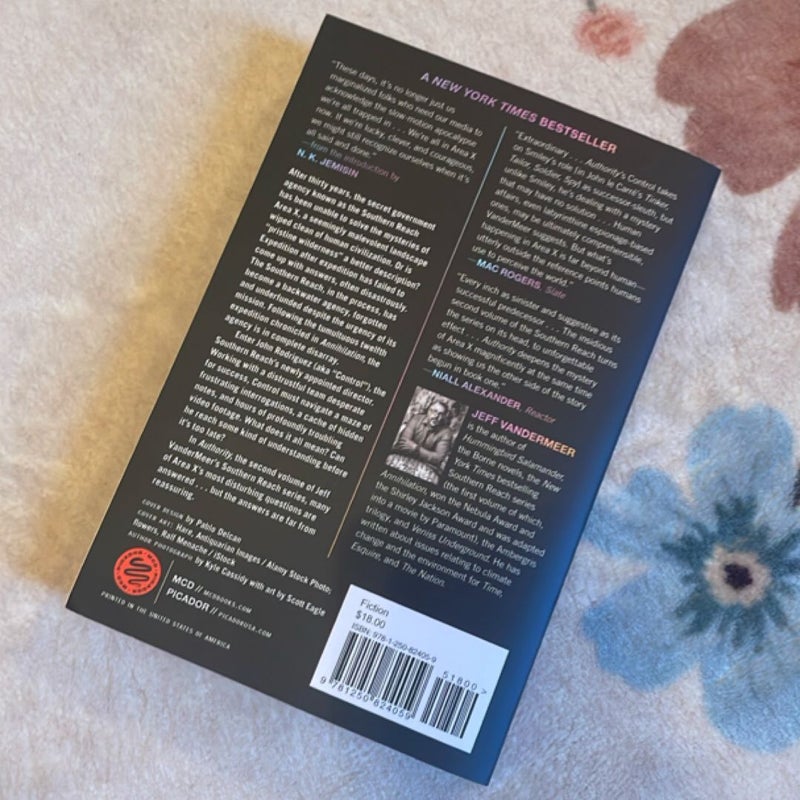 A NEW YORK TIMES BESTSELLER
"These days, it's no longer just us
marginalized folks who need our media to
acknowledge the slow-motion apocalypse
we're all trapped in . . . We're all in Area X
now. If we're lucky, clever, and courageous,
we might still recognize ourselves when it's
all said and done."
—from the introduction by
N. K. JEMISIN
After thirty years, the secret government
agency known as the Southern Reach
has been unable to solve the mysteries of
Area X, a seemingly malevolent landscape
wiped clean of human civilization. Or is
"pristine wilderness" a better description?
Expedition after expedition has failed to
come up with answers, often disastrously.
The Southern Reach, in the process, has
become a backwater agency, forgotten
and underfunded despite the urgency of its
mission. Following the tumultuous twelfth
expedition chronicled in Annihilation, the
agency is in complete disarray.
Enter John Rodriguez (aka "Control"), the
Southern Reach's newly appointed director.
Working with a distrustful team desperate
for success, Control must navigate a maze of
frustrating interrogations, a cache of hidden
notes, and hours of profoundly troubling
video footage. What does it all mean? Can
he reach some kind of understanding before
it's too late?
In Authority, the second volume of Jeff
VanderMeer's Southern Reach series, many
of Area X's most disturbing questions are
answered . . . but the answers are far from
reassuring.
COVER DESIGN by Pablo Delcan
COVER ART: Hare, Antiquarian Images / Alamy Stock Photo;
flowers, Ralf Menache / iStock
AUTHOR PHOTOGRAPH by Kyle Cassidy with art by Scott Eagle
MCD // MCDBOOKS.COM
PICADOR // PICADORUSA.COM
PRINTED IN THE UNITED STATES OF AMERICA
"Extraordinary . . . Authority's Control takes
on Smiley's role [in John le Carré's Tinker,
Tailor, Soldier, Spy] as successor-sleuth, but
unlike Smiley, he's dealing with a mystery
that may have no solution . . . Human
affairs, even labyrinthine espionage-based
ones, may be ultimately comprehensible,
VanderMeer suggests. But what's
happening in Area X is far beyond human—
utterly outside the reference points humans
use to perceive the world."
—MAC ROGERS, Slate
"Every inch as sinister and suggestive as its
successful predecessor . . . The insidious
second volume of the Southern Reach turns
the series on its head, to unforgettable
effect . . . Authority deepens the mystery
of Area X magnificently at the same time
as showing us the other side of the story
begun in book one."
—NIALL ALEXANDER, Reactor
JEFF VANDERMEER
is the author of
Hummingbird Salamander,
the Borne novels, the New
York Times bestselling
Southern Reach series
(the first volume of which,
Annihilation, won the Nebula Award and
the Shirley Jackson Award and was adapted
into a movie by Paramount), the Ambergris
trilogy, and Veniss Underground. He has
written about issues relating to climate
change and the environment for Time,
Esquire, and The Nation.
Fiction
$18.00
ISBN: 978-1-250-82405-9
51800 >
9 781250 824059